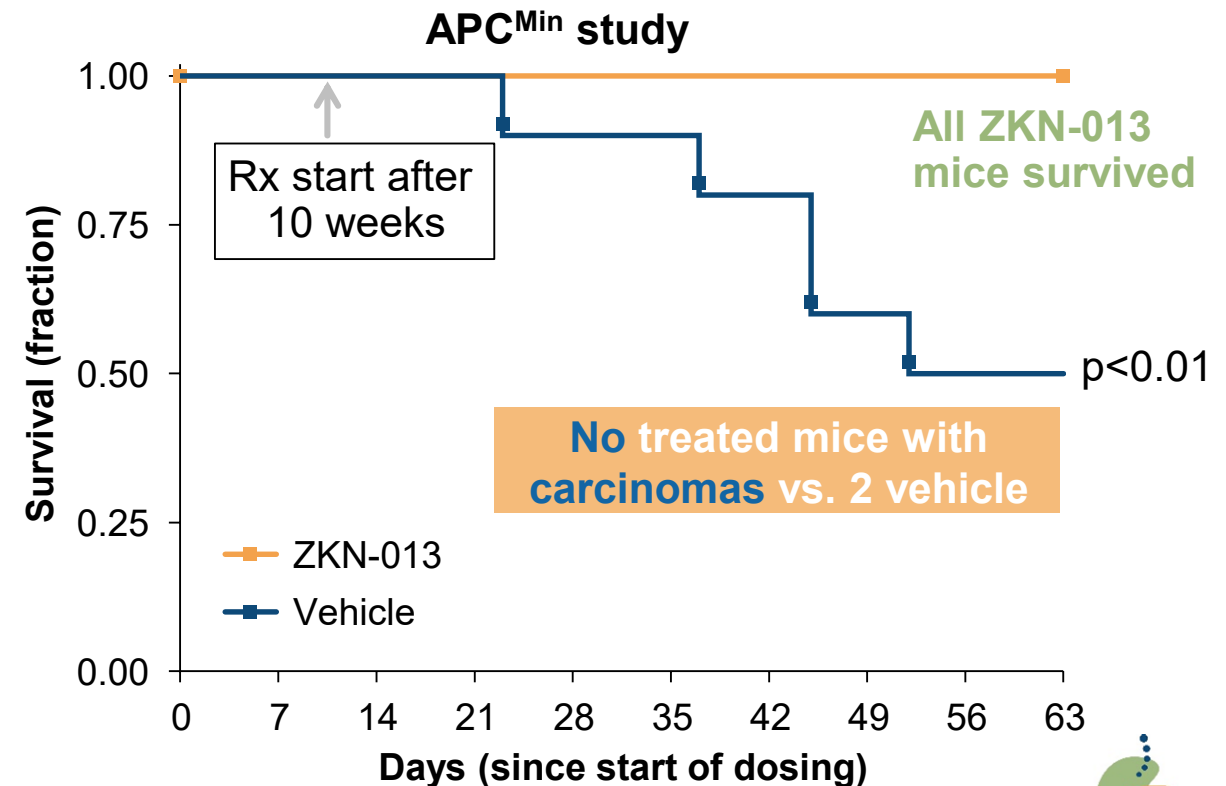 APCMin study
1.00
0.75
0.50
0.25
0.00
Survival (fraction)
Rx start after
10 weeks
All ZKN-013
mice survived
p<0.01
No treated mice with
carcinomas vs. 2 vehicle
ZKN-013
Vehicle
0 7 14 21 28 35 42 49 56 63
Days (since start of dosing)